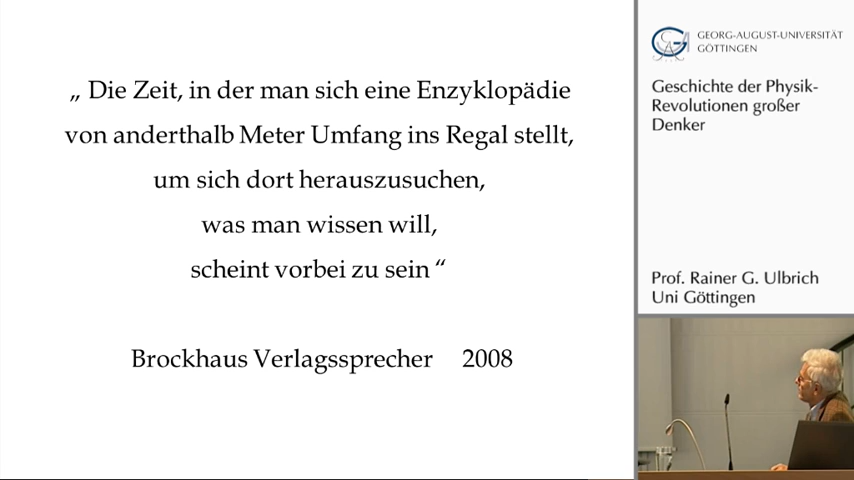 „ Die Zeit, in der man sich eine Enzyklopädie
von anderthalb Meter Umfang ins Regal stellt,
um sich dort herauszusuchen,
was man wissen will,
scheint vorbei zu sein “
Brockhaus Verlagssprecher 2008
GEORG-AUGUST-UNIVERSITÄT
GÖTTINGEN
Geschichte der Physik-
Revolutionen großer
Denker
Prof. Rainer G. Ulbrich
Uni Göttingen